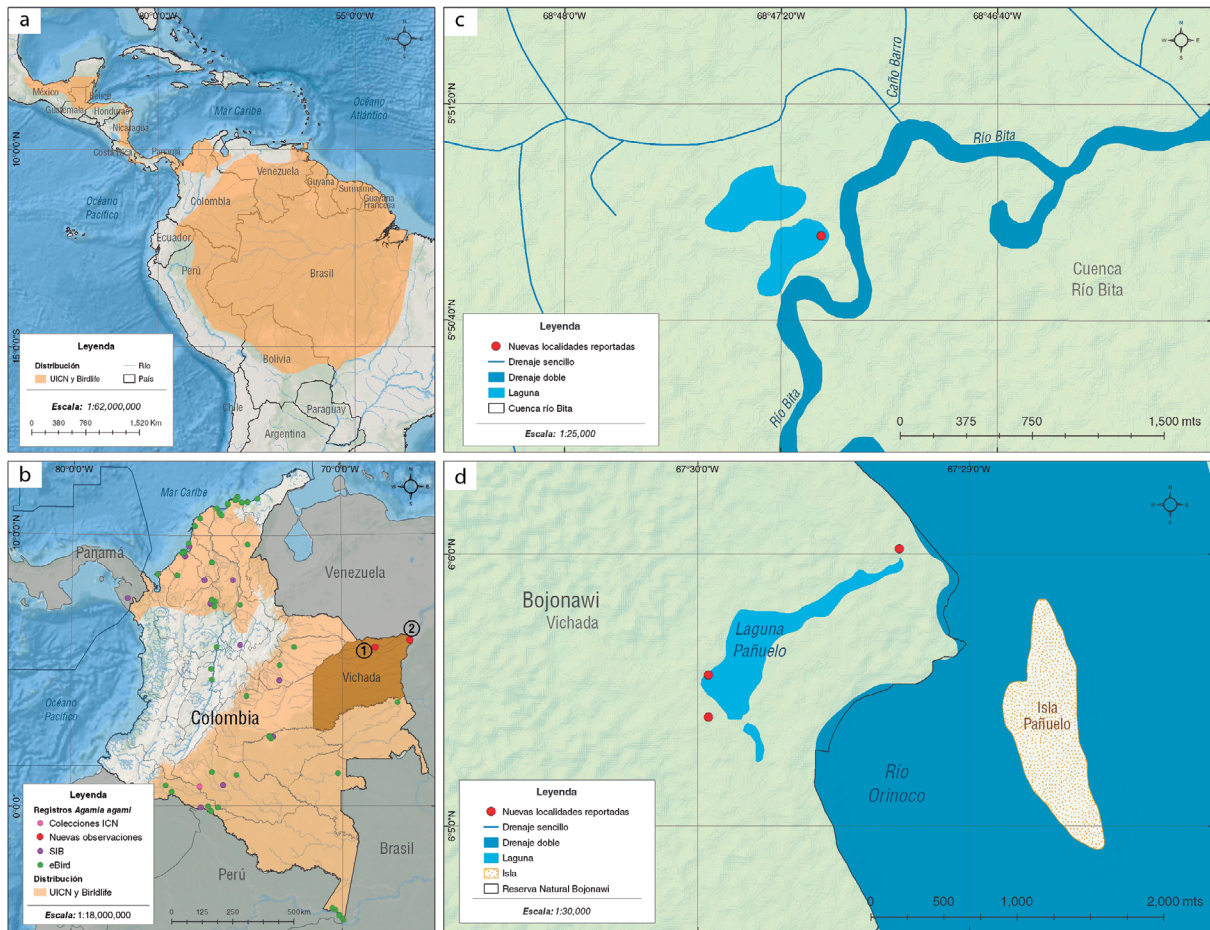 a
80°0'0"W
55°0'0"W
N
W
E
S
México
Belice
Guatemala
Honduras
Nicaragua
Costa Rica
Panamá
Mar Caribe
Océano
Atlántico
10°0'0"N
Venezuela
Guyana
Suriname
Guayana
Francesa
Colombia
Océano
Pacífico
Ecuador
Perú
Brasil
15°0'0"S
Bolivia
Chile
Paraguay
Argentina
Leyenda
Distribución
UICN y Birdlife
Río
País
Escala: 1:62,000,000
0 380 760 1,520 Km
b
80°0'0"W
70°0'0"W
N
W
E
S
Mar Caribe
10°0'0"N
Panamá
Venezuela
2
1
Vichada
Océano
Pacífico
Colombia
0°0'0"N
Brasil
Perú
Leyenda
Registros Agamia agami
Colecciones ICN
Nuevas observaciones
SIB
eBird
Distribución
UICN y Birldlife
Escala: 1:18,000,000
0 125 250 500km
c
68°48'0"W
68°47'20"W
68°46'40"W
N
W
E
S
5°51'20"N
Caño Barro
Río Bita
Cuenca
Río Bita
5°50'40"N
Río Bita
Leyenda
Nuevas localidades reportadas
Drenaje sencillo
Drenaje doble
Laguna
Cuenca río Bita
Escala: 1:25,000
0 375 750 1,500 mts
d
67°30'0"W
67°29'0"W
N
W
E
S
6°6'0"N
Bojonawi
Vichada
Laguna
Pañuelo
Isla
Pañuelo
Río
Orinoco
6°5'0"N
Leyenda
Nuevas localidades reportadas
Drenaje sencillo
Drenaje doble
Laguna
Isla
Reserva Natural Bojonawi
Escala: 1:30,000
0 500 1,000 2,000 mts